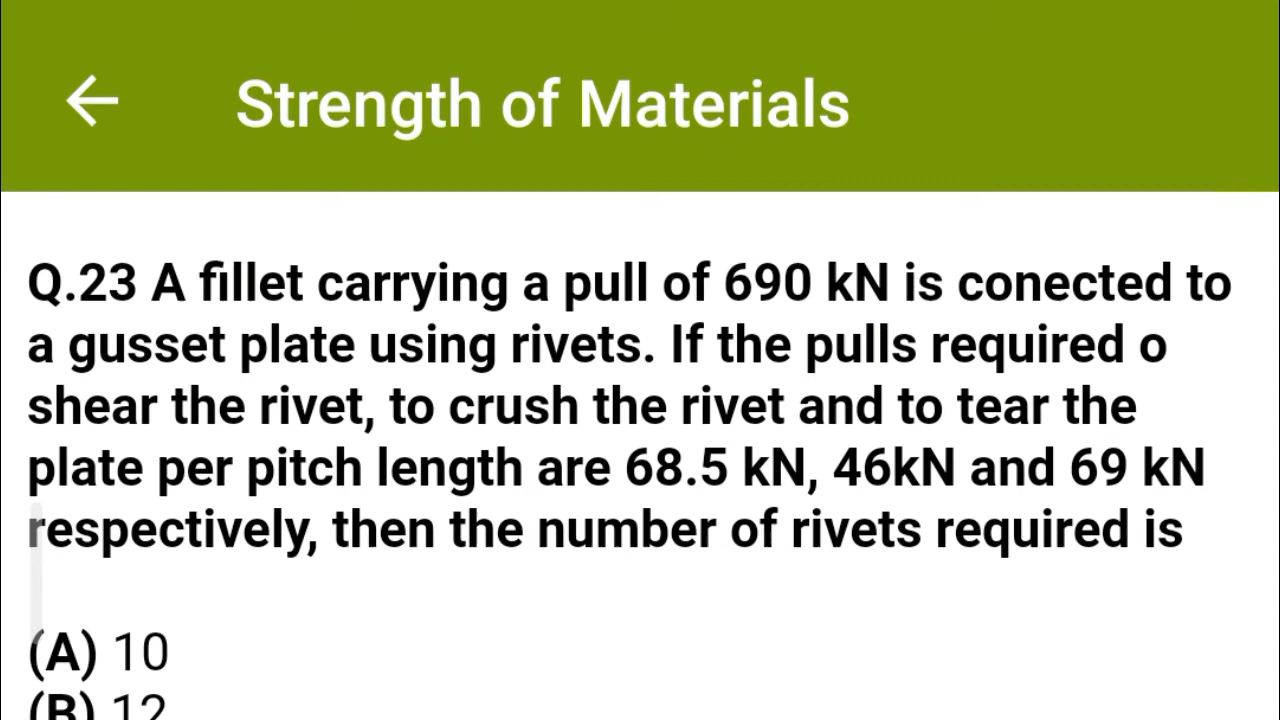 Strength of Materials
Q.23 A fillet carrying a pull of 690 kN is conected to
a gusset plate using rivets. If the pulls required o
shear the rivet, to crush the rivet and to tear the
plate per pitch length are 68.5 kN, 46kN and 69 kN
respectively, then the number of rivets required is
(A) 10
(B) 12